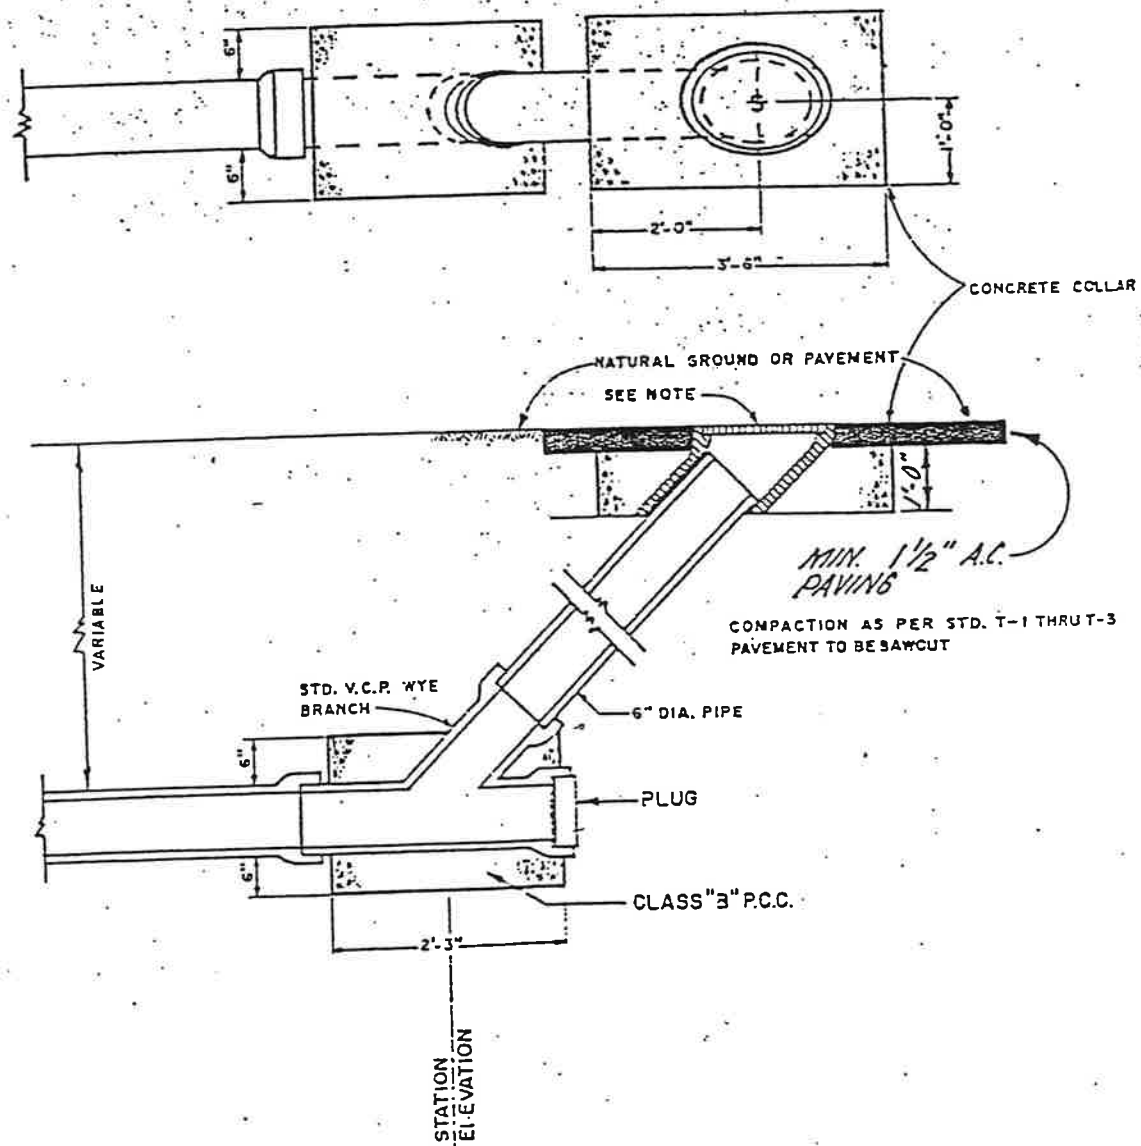 6"
6"
1'-0"
2'-0"
3'-6"
CONCRETE COLLAR
NATURAL GROUND OR PAVEMENT
SEE NOTE
1'-0"
MIN. 1 1/2" A.C.
PAVING
COMPACTION AS PER STD. T-1 THRU T-3
PAVEMENT TO BE SAWCUT
VARIABLE
STD. V.C.P. WYE
BRANCH
6" DIA. PIPE
6"
PLUG
6"
CLASS "B" P.C.C.
2'-3"
STATION
ELEVATION